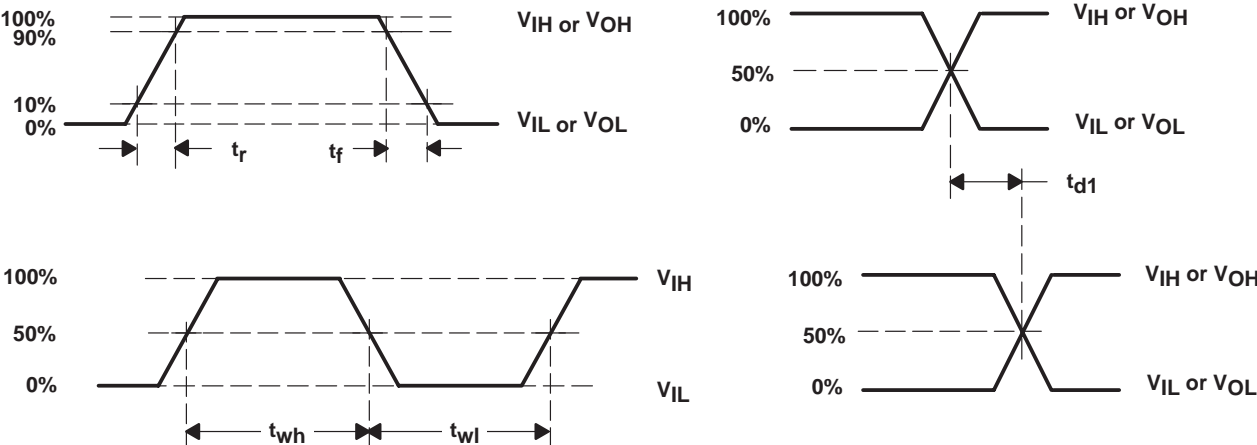 100%
90%
10%
0%
VIH or VOH
VIL or VOL
tr
tf
100%
50%
0%
VIH or VOH
VIL or VOL
td1
100%
50%
0%
VIH
VIL
twh
twl
100%
50%
0%
VIH or VOH
VIL or VOL